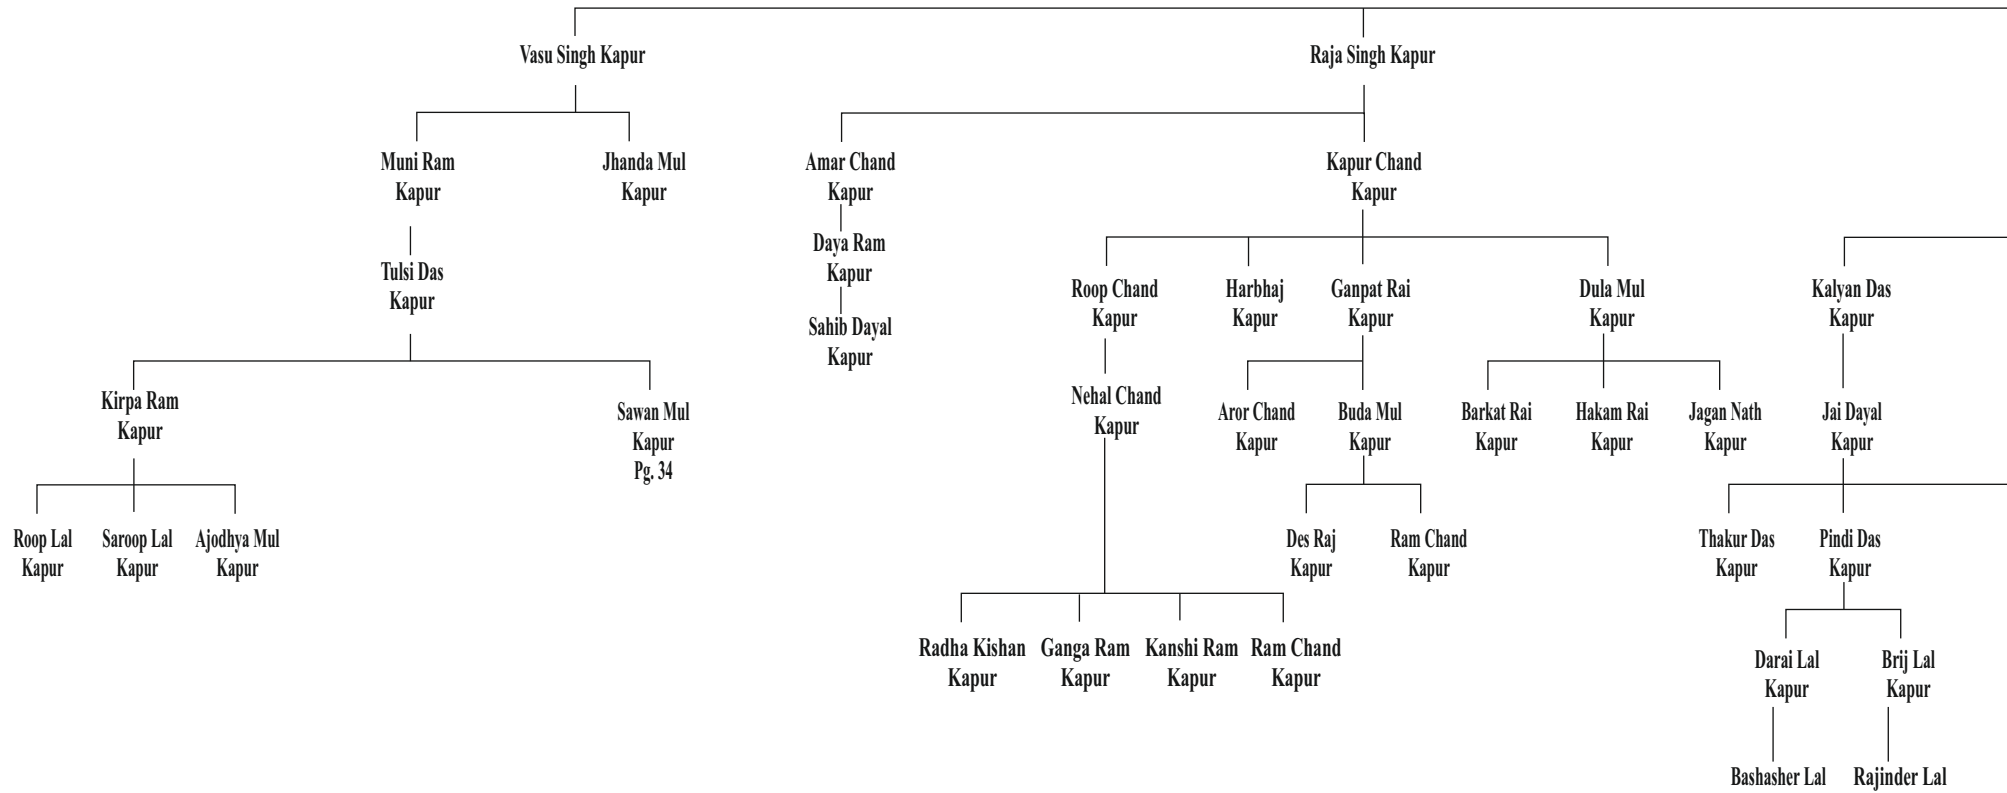 Vasu Singh Kapur
Raja Singh Kapur
Muni Ram
Kapur
Jhanda Mul
Kapur
Amar Chand
Kapur
Kapur Chand
Kapur
Tulsi Das
Kapur
Daya Ram
Kapur
Sahib Dayal
Kapur
Roop Chand
Kapur
Harbhaj
Kapur
Ganpat Rai
Kapur
Dula Mul
Kapur
Kalyan Das
Kapur
Kirpa Ram
Kapur
Sawan Mul
Kapur
Pg. 34
Nehal Chand
Kapur
Aror Chand
Kapur
Buda Mul
Kapur
Barkat Rai
Kapur
Hakam Rai
Kapur
Jagan Nath
Kapur
Jai Dayal
Kapur
Roop Lal
Kapur
Saroop Lal
Kapur
Ajodhya Mul
Kapur
Des Raj
Kapur
Ram Chand
Kapur
Thakur Das
Kapur
Pindi Das
Kapur
Radha Kishan
Kapur
Ganga Ram
Kapur
Kanshi Ram
Kapur
Ram Chand
Kapur
Darai Lal
Kapur
Brij Lal
Kapur
Bashasher Lal
Rajinder Lal